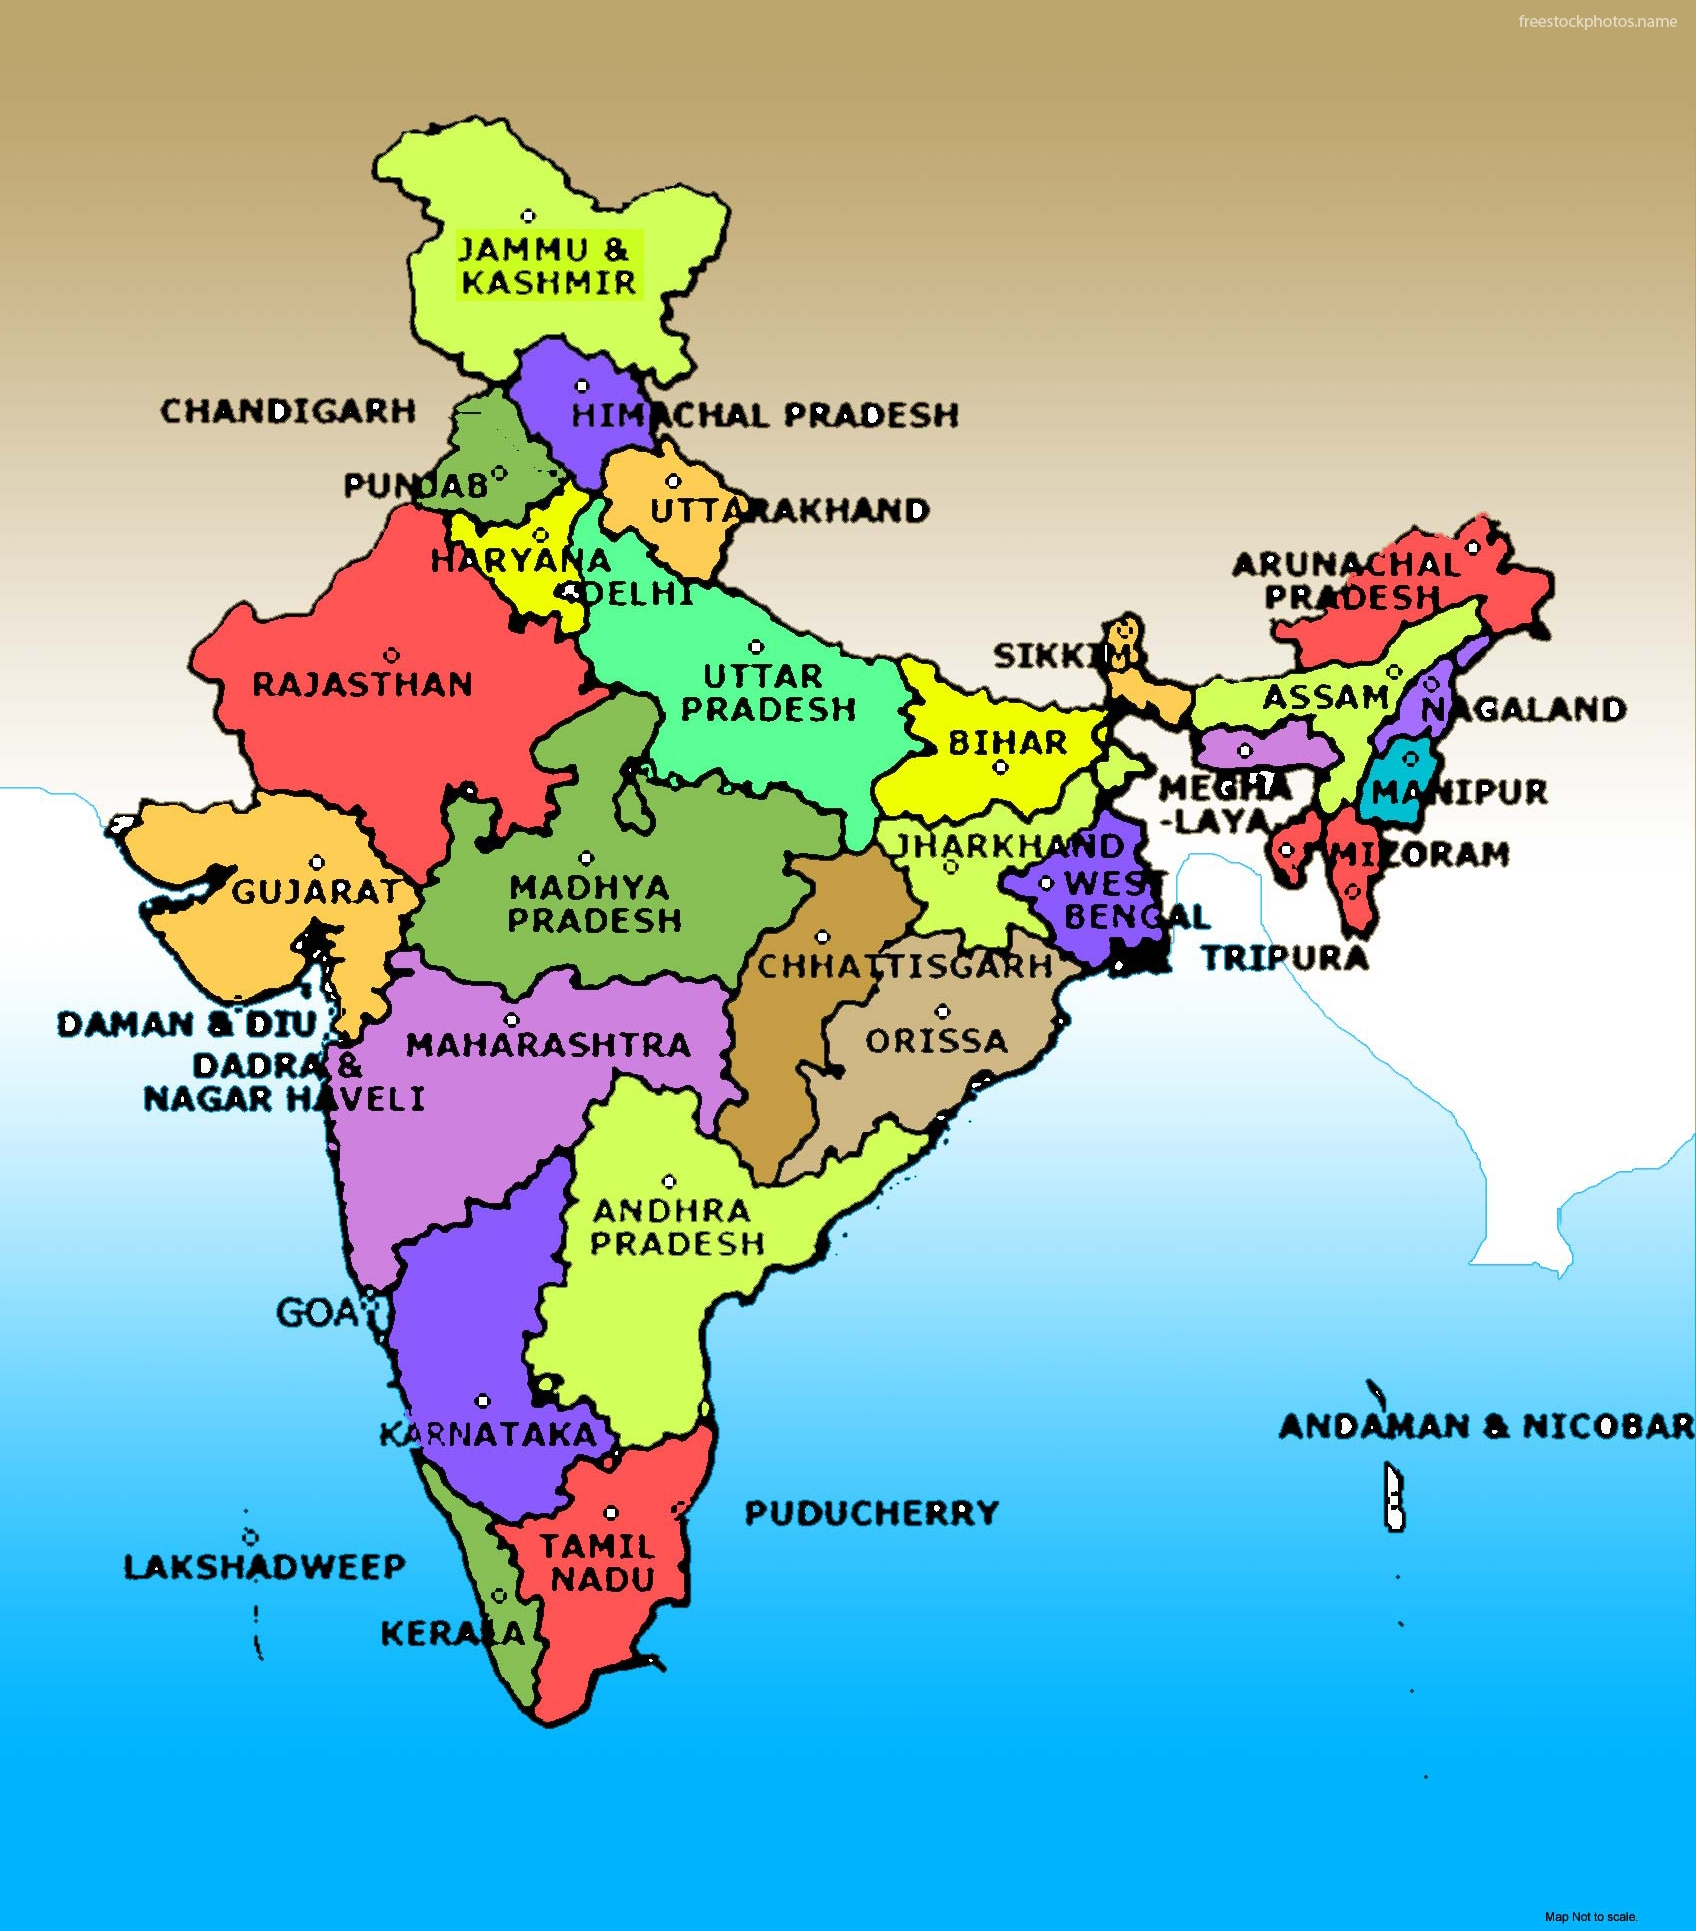 freestockphotos.name
JAMMU &
KASHMIR
CHANDIGARH
HIMACHAL PRADESH
PUNJAB
UTTARAKHAND
HARYANA
DELHI
ARUNACHAL
PRADESH
SIKKIM
RAJASTHAN
UTTAR
PRADESH
ASSAM
NAGALAND
BIHAR
MEGHA
-LAYA
MANIPUR
JHARKHAND
MIZORAM
GUJARAT
MADHYA
PRADESH
WEST
BENGAL
TRIPURA
CHHATTISGARH
DAMAN & DIU
ORISSA
MAHARASHTRA
DADRA &
NAGAR HAVELI
ANDHRA
PRADESH
GOA
KARNATAKA
ANDAMAN & NICOBAR
PUDUCHERRY
TAMIL
NADU
LAKSHADWEEP
KERALA
Map Not to scale.